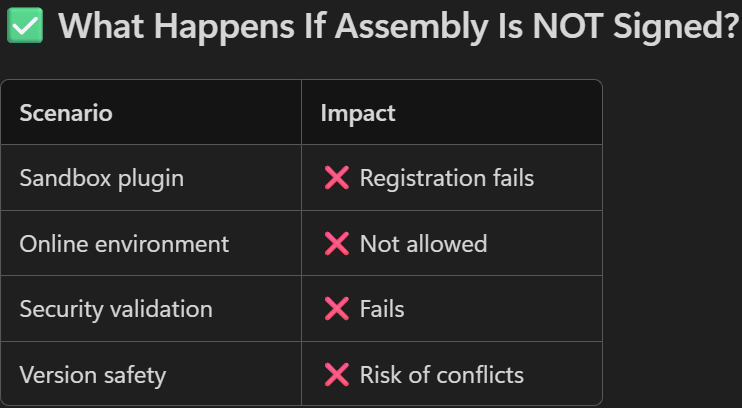 ✅ What Happens If Assembly Is NOT Signed?
Scenario Impact
Sandbox plugin ❌ Registration fails
Online environment ❌ Not allowed
Security validation ❌ Fails
Version safety ❌ Risk of conflicts